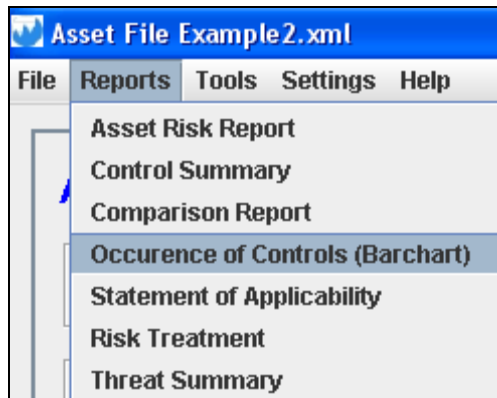 Asset File Example2.xml
File Reports Tools Settings Help
Asset Risk Report
Control Summary
Comparison Report
Occurence of Controls (Barchart)
Statement of Applicability
Risk Treatment
Threat Summary